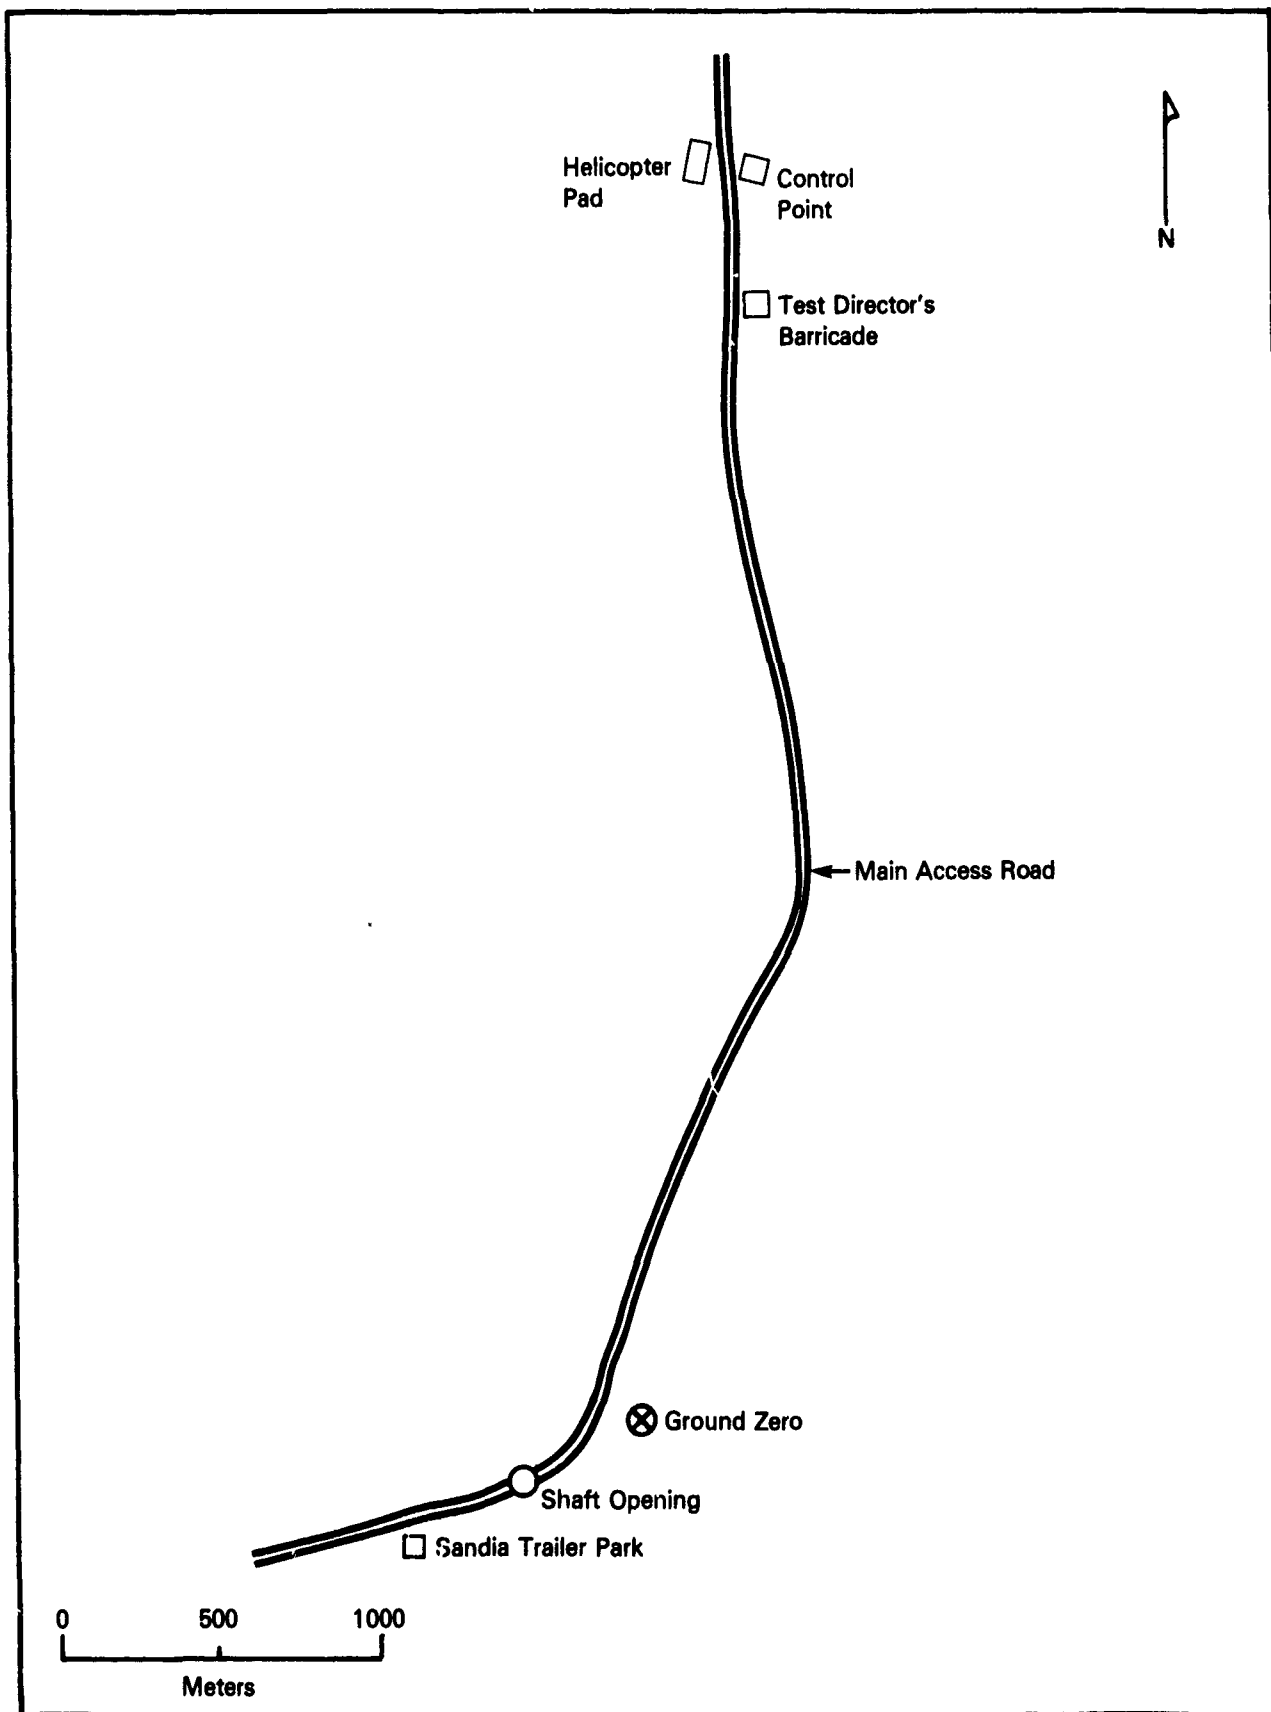 Helicopter
Pad
Control
Point
N
Test Director's
Barricade
Main Access Road
Ground Zero
Shaft Opening
Sandia Trailer Park
0 500 1000
Meters